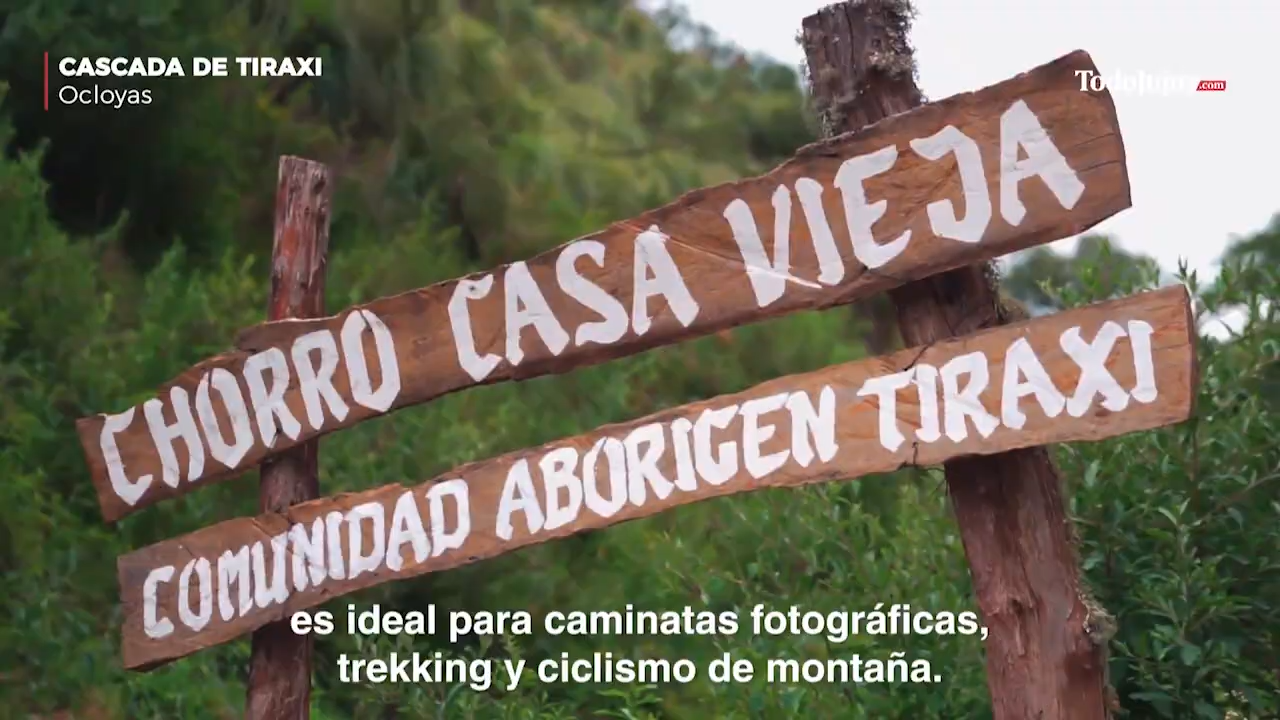 CASCADA DE TIRAXI
Ocloyas
TodoJujuy.com
CHORRO CASA VIEJA
COMUNIDAD ABORIGEN TIRAXI
es ideal para caminatas fotográficas,
trekking y ciclismo de montaña.